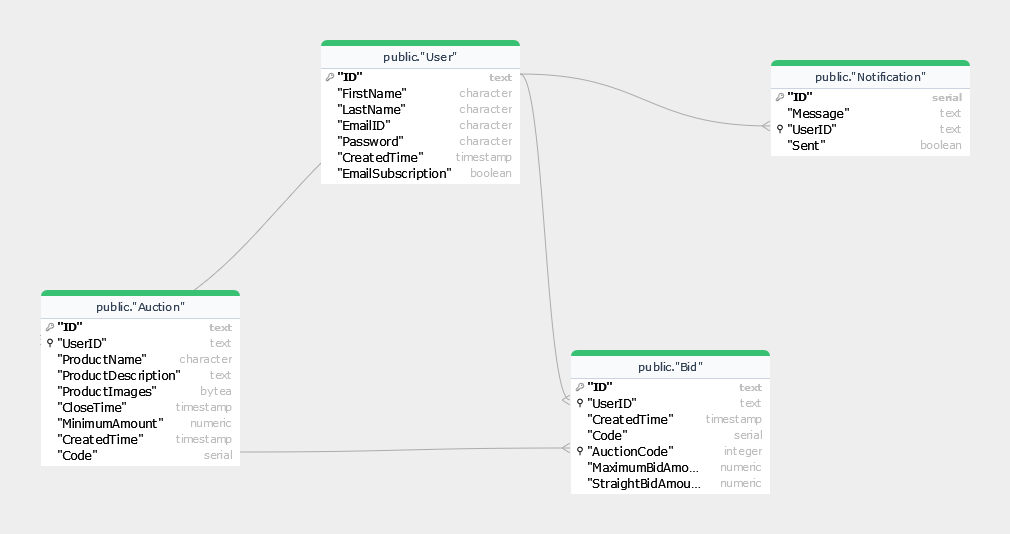 public."User"
"ID" text
"FirstName" character
"LastName" character
"EmailID" character
"Password" character
"CreatedTime" timestamp
"EmailSubscription" boolean
public."Notification"
"ID" serial
"Message" text
"UserID" text
"Sent" boolean
public."Auction"
"ID" text
"UserID" text
"ProductName" character
"ProductDescription" text
"ProductImages" bytea
"CloseTime" timestamp
"MinimumAmount" numeric
"CreatedTime" timestamp
"Code" serial
public."Bid"
"ID" text
"UserID" text
"CreatedTime" timestamp
"Code" serial
"AuctionCode" integer
"MaximumBidAmo... numeric
"StraightBidAmou... numeric